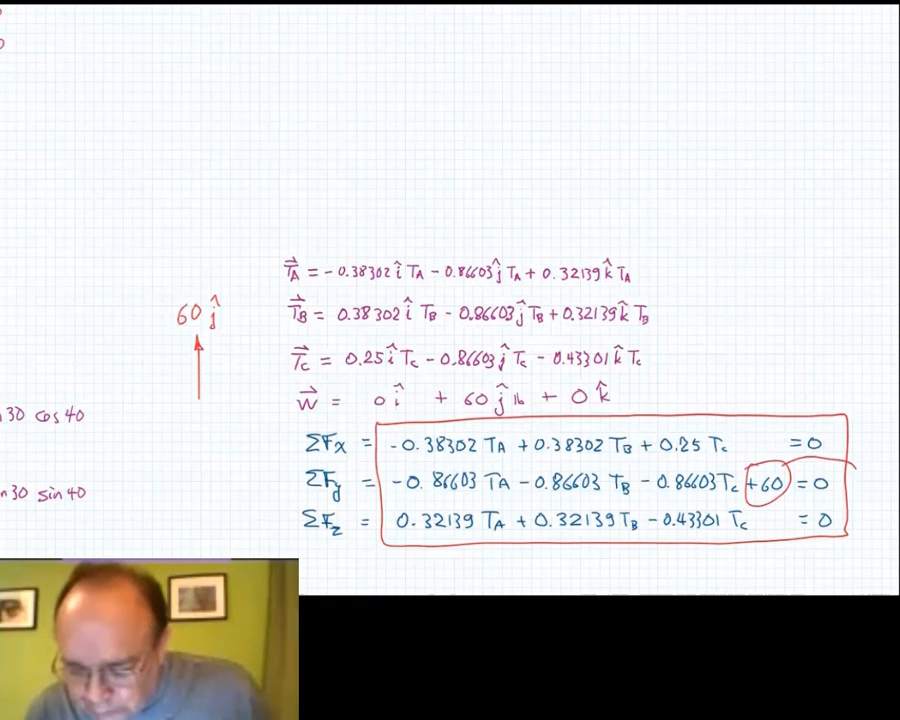 60 ĵ
T⃗A = - 0.38302 î TA - 0.86603 ĵ TA + 0.32139 k̂ TA
T⃗B = 0.38302 î TB - 0.86603 ĵ TB + 0.32139 k̂ TB
T⃗C = 0.25 î TC - 0.86603 ĵ TC - 0.43301 k̂ TC
W⃗ = 0 î + 60 ĵ lb + 0 k̂
30 cos 40
ΣFx = -0.38302 TA + 0.38302 TB + 0.25 TC = 0
ΣFy = -0.86603 TA - 0.86603 TB - 0.86603 TC + 60 = 0
30 sin 40
ΣFz = 0.32139 TA + 0.32139 TB - 0.43301 TC = 0